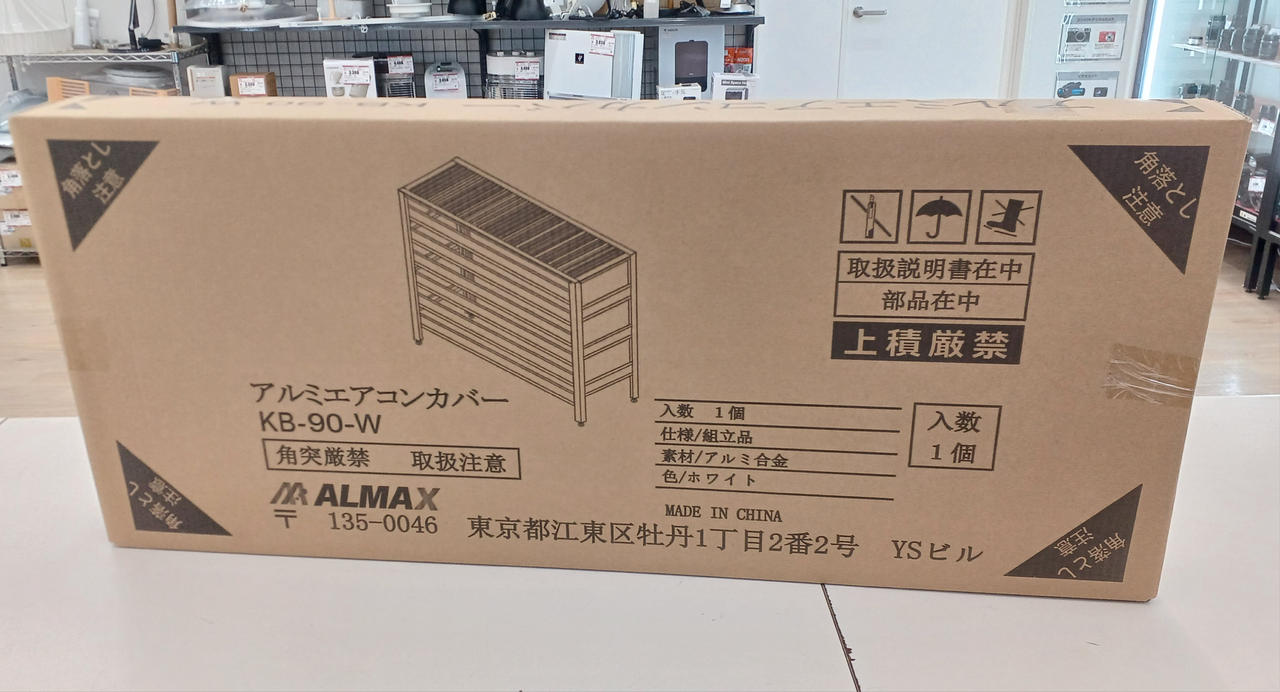 角落とし
注意
角落とし
注意
取扱説明書在中
部品在中
上積厳禁
アルミエアコンカバー
KB-90-W
角突厳禁 取扱注意
ALMAX
〒 135-0046 東京都江東区牡丹1丁目2番2号 YSビル
入数 1個
仕様/組立品
素材/アルミ合金
色/ホワイト
MADE IN CHINA
入数
1個
角落とし
注意
角落とし
注意